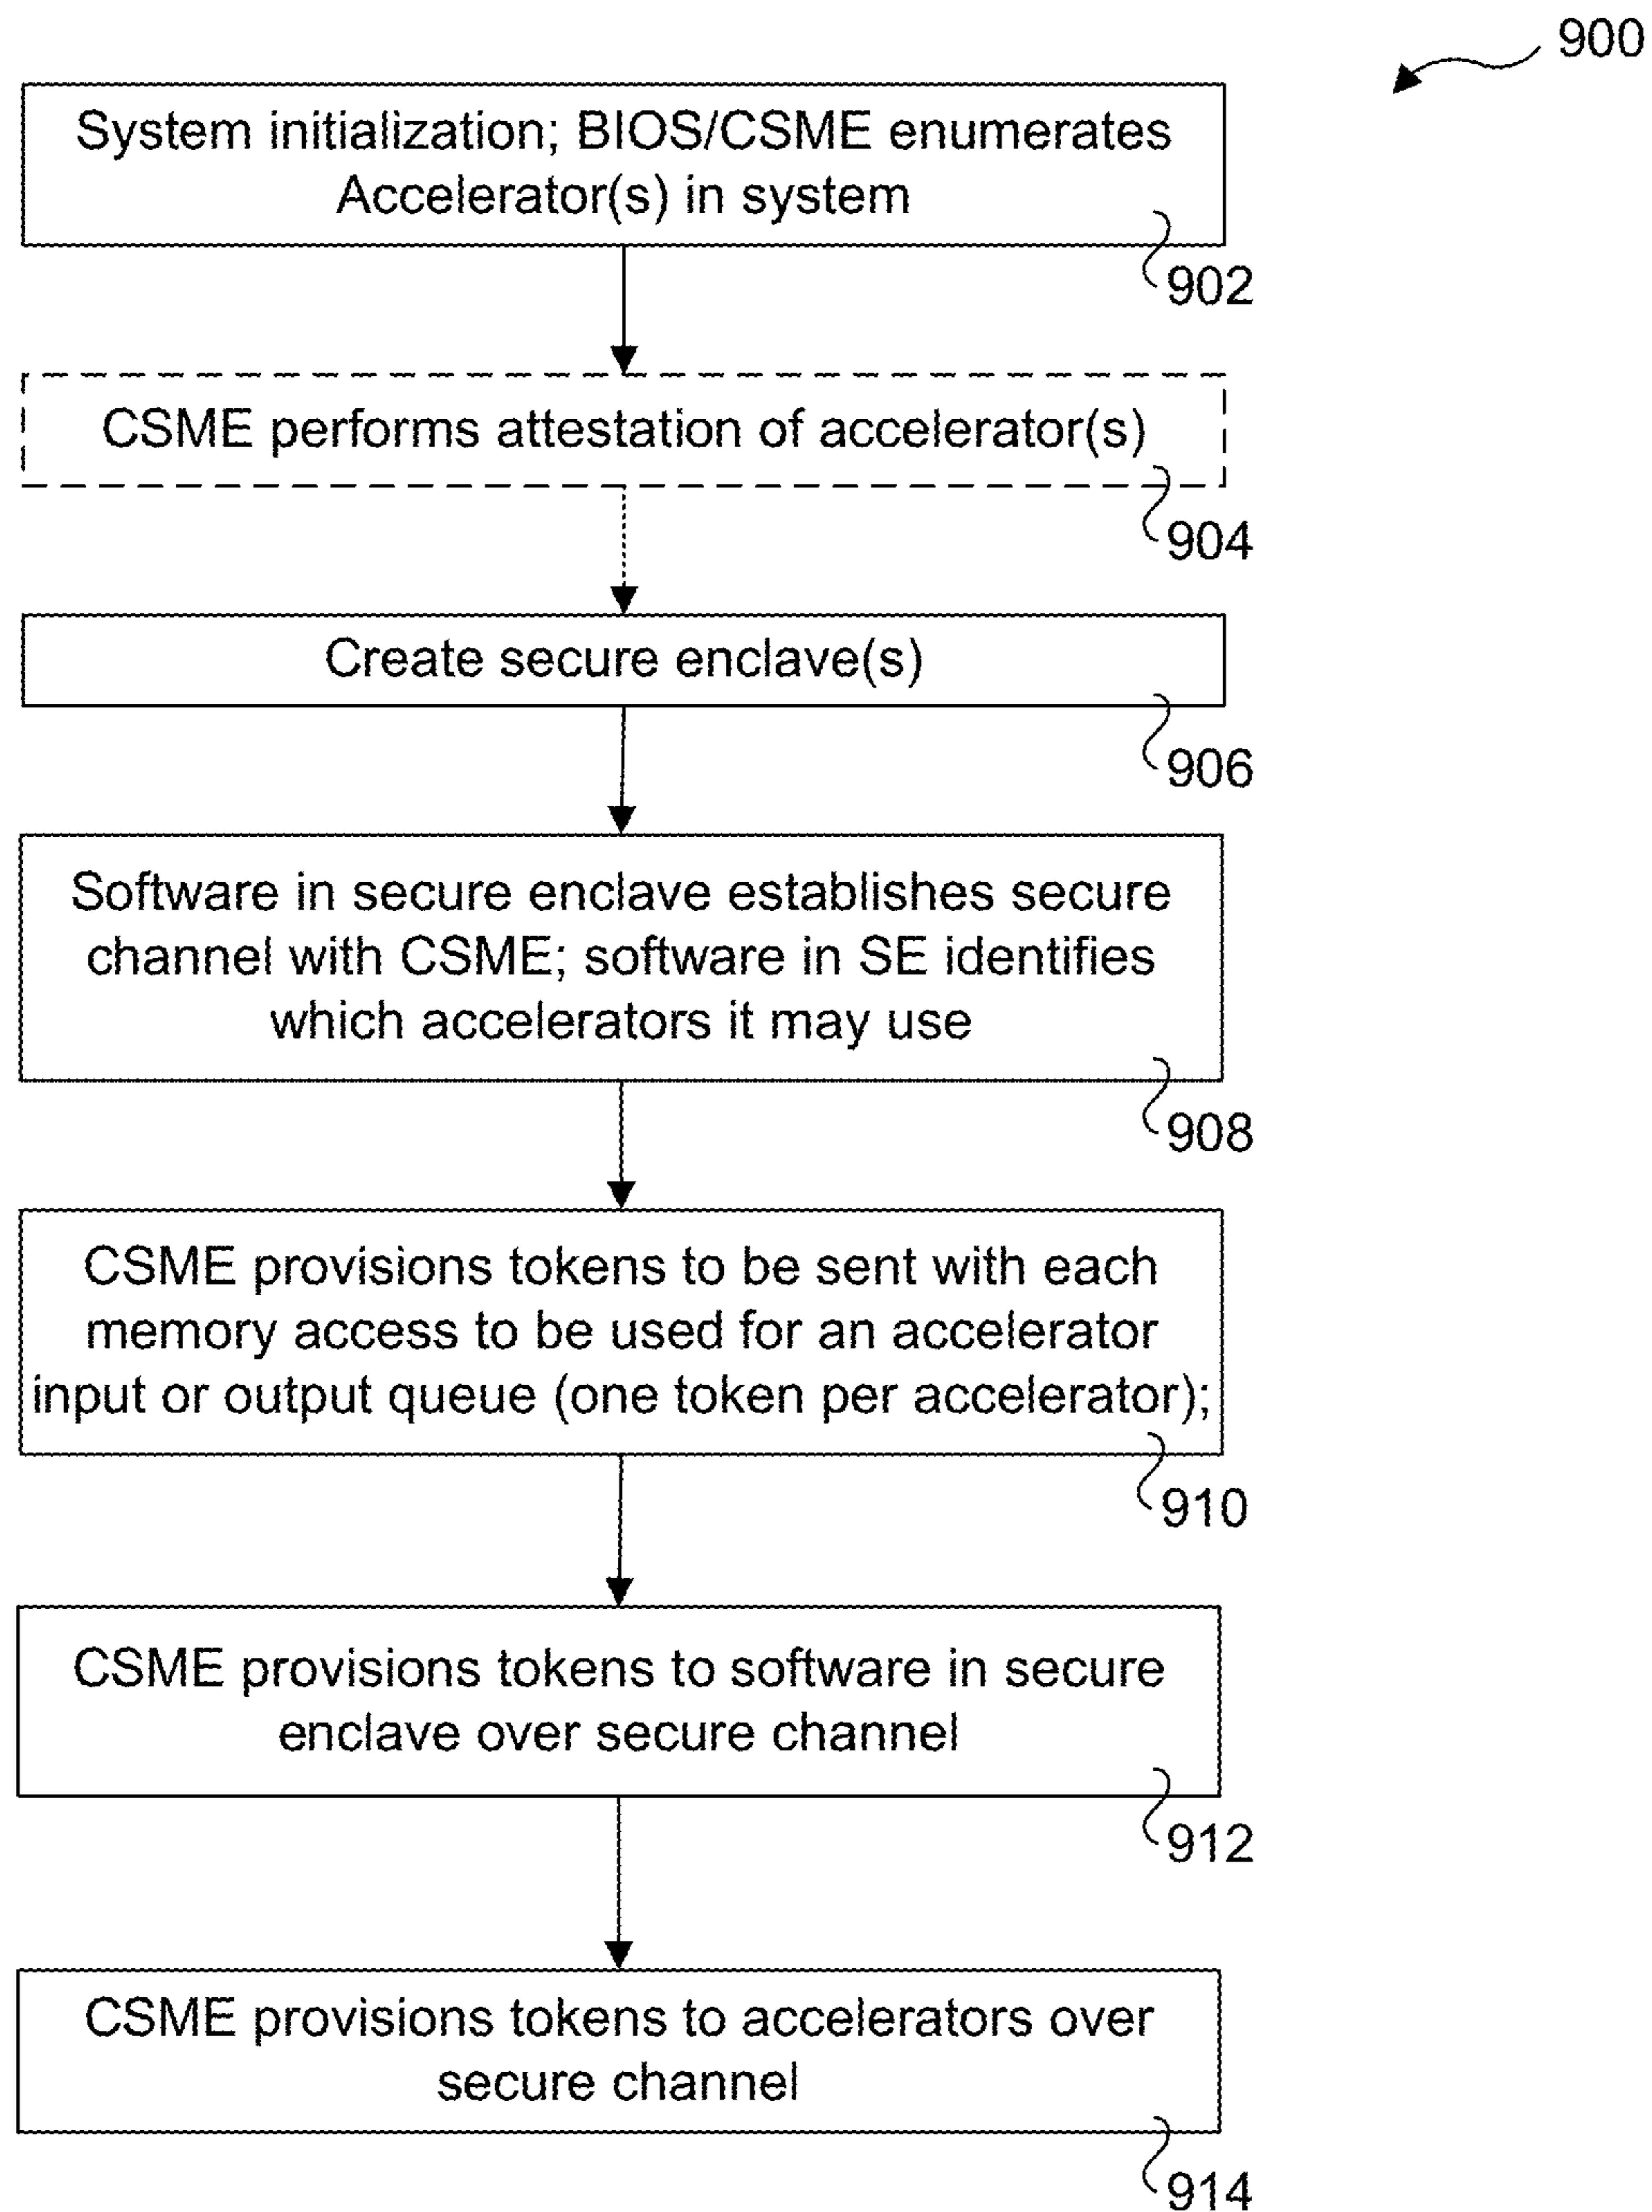 900
System initialization; BIOS/CSME enumerates
Accelerator(s) in system
902
CSME performs attestation of accelerator(s)
904
Create secure enclave(s)
906
Software in secure enclave establishes secure
channel with CSME; software in SE identifies
which accelerators it may use
908
CSME provisions tokens to be sent with each
memory access to be used for an accelerator
input or output queue (one token per accelerator);
910
CSME provisions tokens to software in secure
enclave over secure channel
912
CSME provisions tokens to accelerators over
secure channel
914